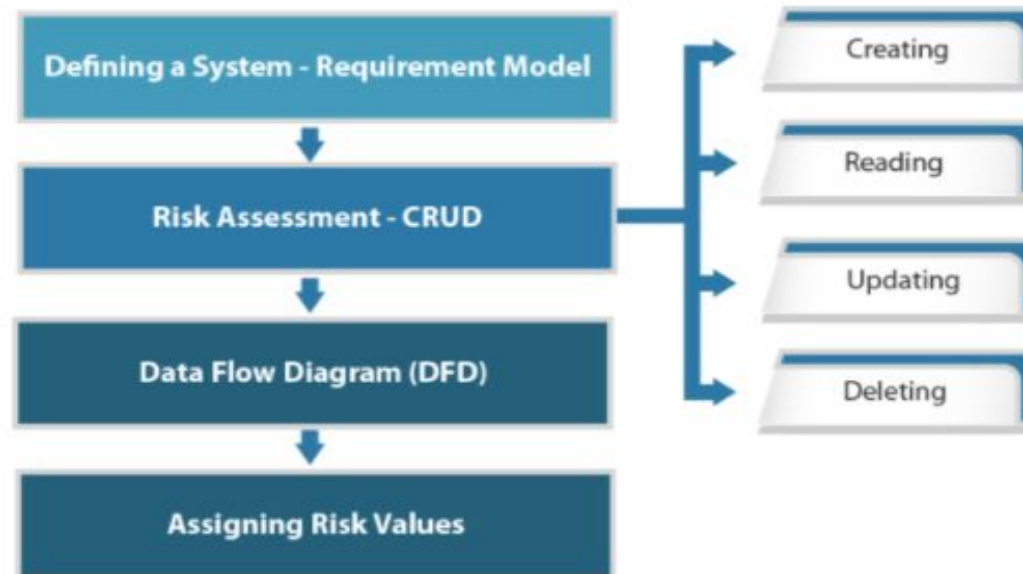 Defining a System - Requirement Model
Risk Assessment - CRUD
Data Flow Diagram (DFD)
Assigning Risk Values
Creating
Reading
Updating
Deleting